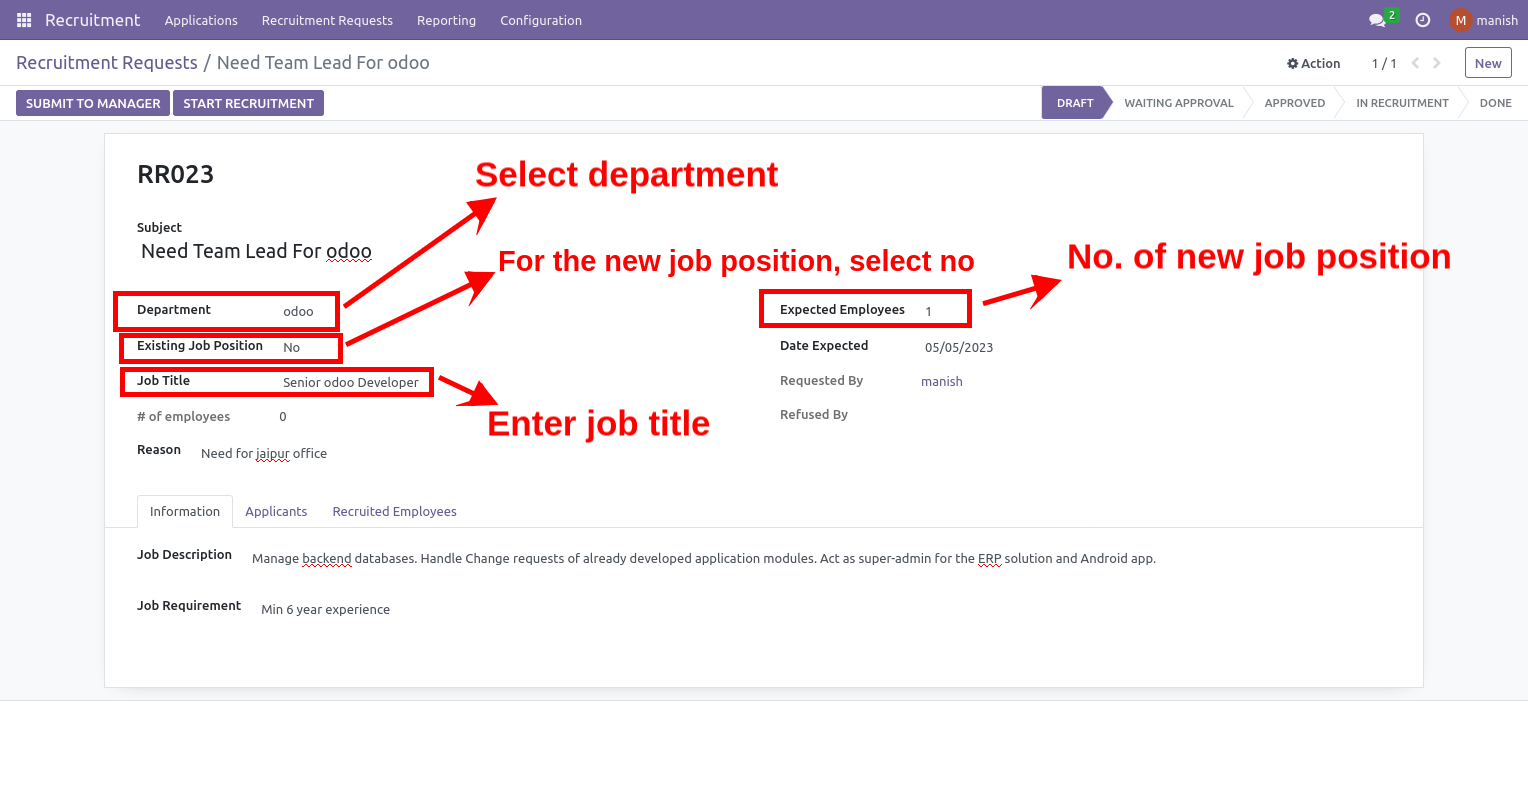 Recruitment Applications Recruitment Requests Reporting Configuration 2 M manish
Recruitment Requests / Need Team Lead For odoo Action 1 / 1 New
SUBMIT TO MANAGER START RECRUITMENT DRAFT WAITING APPROVAL APPROVED IN RECRUITMENT DONE
RR023
Select department
Subject
Need Team Lead For odoo
For the new job position, select no
No. of new job position
Department odoo
Expected Employees 1
Existing Job Position No
Date Expected 05/05/2023
Job Title Senior odoo Developer
Requested By manish
# of employees 0
Refused By
Enter job title
Reason Need for jaipur office
Information Applicants Recruited Employees
Job Description Manage backend databases. Handle Change requests of already developed application modules. Act as super-admin for the ERP solution and Android app.
Job Requirement Min 6 year experience